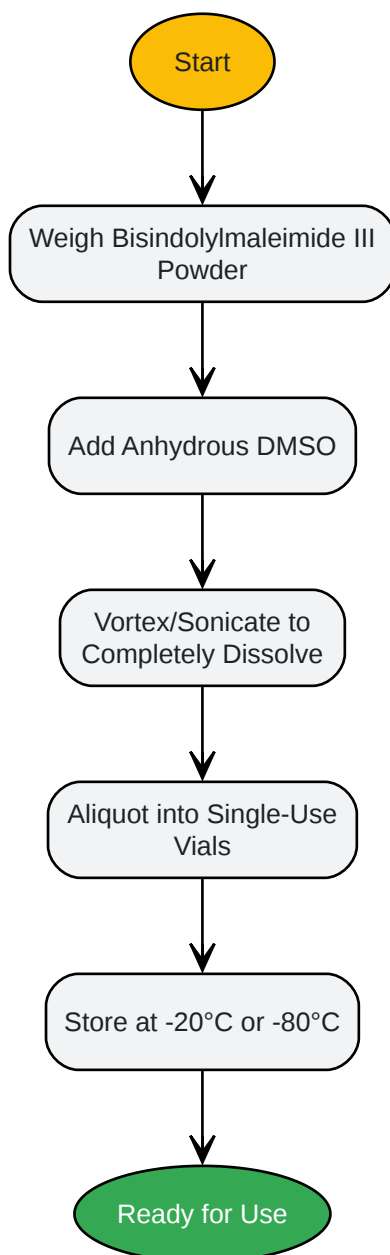 Start
Weigh Bisindolylmaleimide III
Powder
Add Anhydrous DMSO
Vortex/Sonicate to
Completely Dissolve
Aliquot into Single-Use
Vials
Store at -20°C or -80°C
Ready for Use